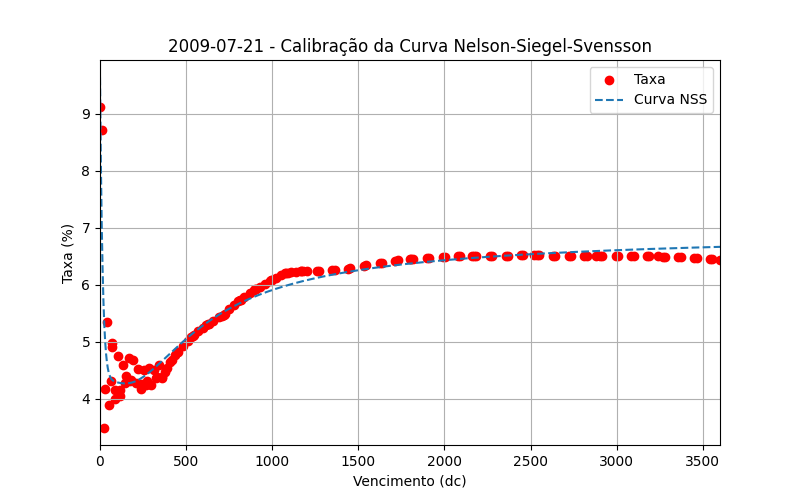 2009-07-21 - Calibração da Curva Nelson-Siegel-Svensson
Taxa
Curva NSS
9
8
7
6
5
4
Taxa (%)
0 500 1000 1500 2000 2500 3000 3500
Vencimento (dc)